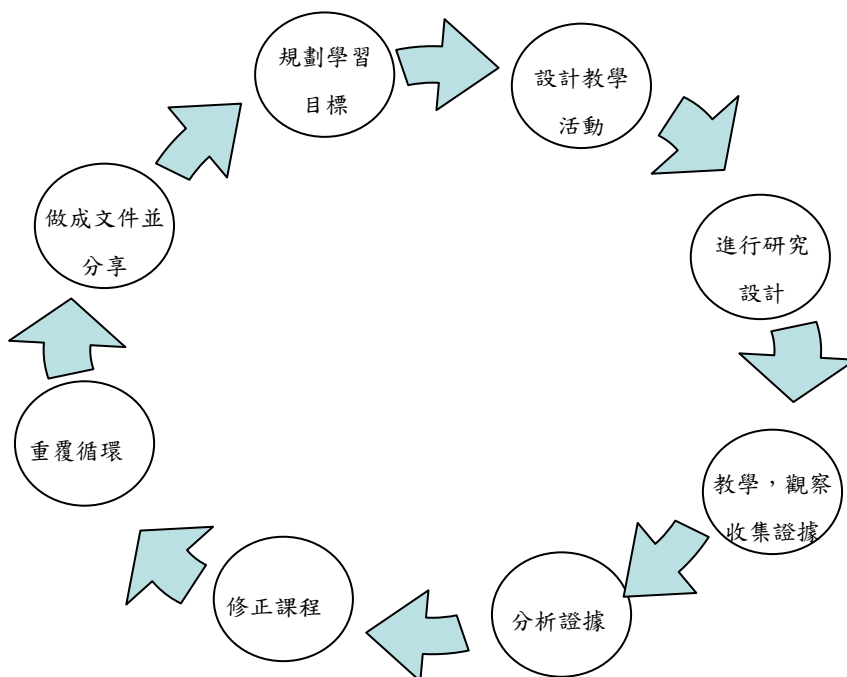 規劃學習
目標
設計教學
活動
進行研究
設計
教學，觀察
收集證據
分析證據
修正課程
重覆循環
做成文件並
分享